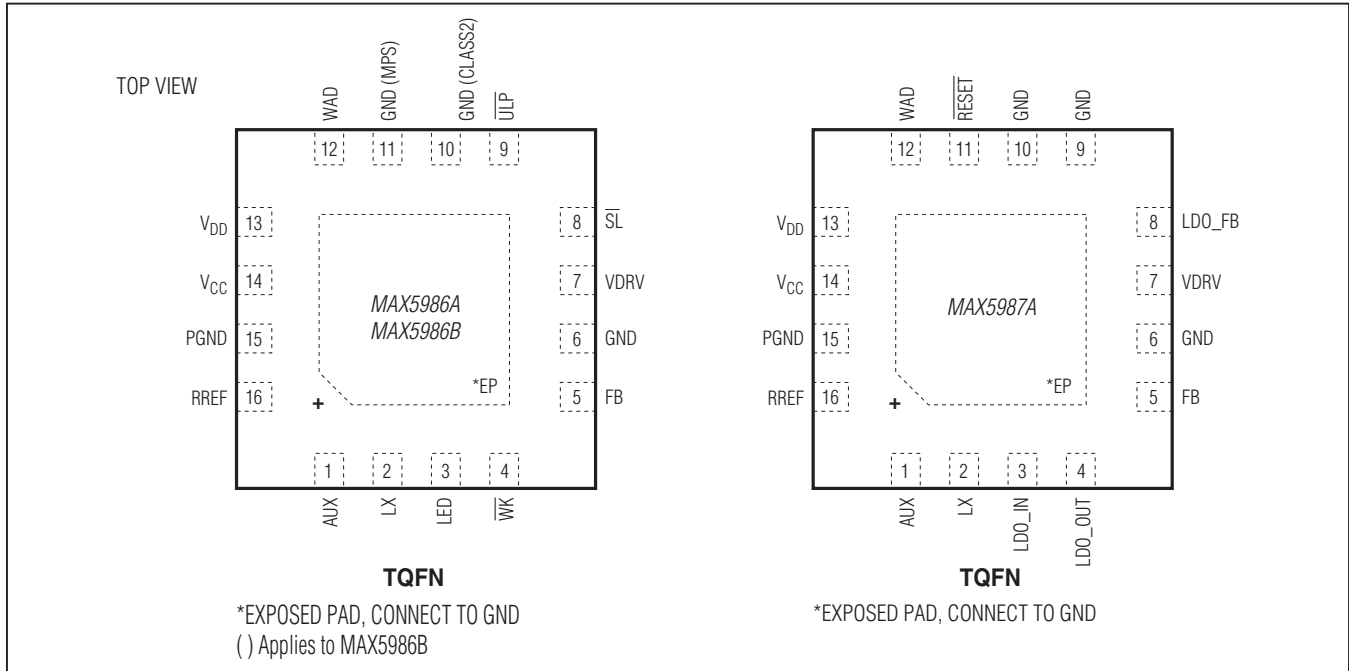 TOP VIEW
WAD
GND (MPS)
GND (CLASS2)
U̅L̅P̅
12
11
10
9
VDD 13
VCC 14
PGND 15
RREF 16
8 S̅L̅
7 VDRV
6 GND
5 FB
MAX5986A
MAX5986B
*EP
+
1
2
3
4
AUX
LX
LED
W̅K̅
TQFN
*EXPOSED PAD, CONNECT TO GND
( ) Applies to MAX5986B
WAD
R̅E̅S̅E̅T̅
GND
GND
12
11
10
9
VDD 13
VCC 14
PGND 15
RREF 16
8 LDO_FB
7 VDRV
6 GND
5 FB
MAX5987A
*EP
+
1
2
3
4
AUX
LX
LDO_IN
LDO_OUT
TQFN
*EXPOSED PAD, CONNECT TO GND